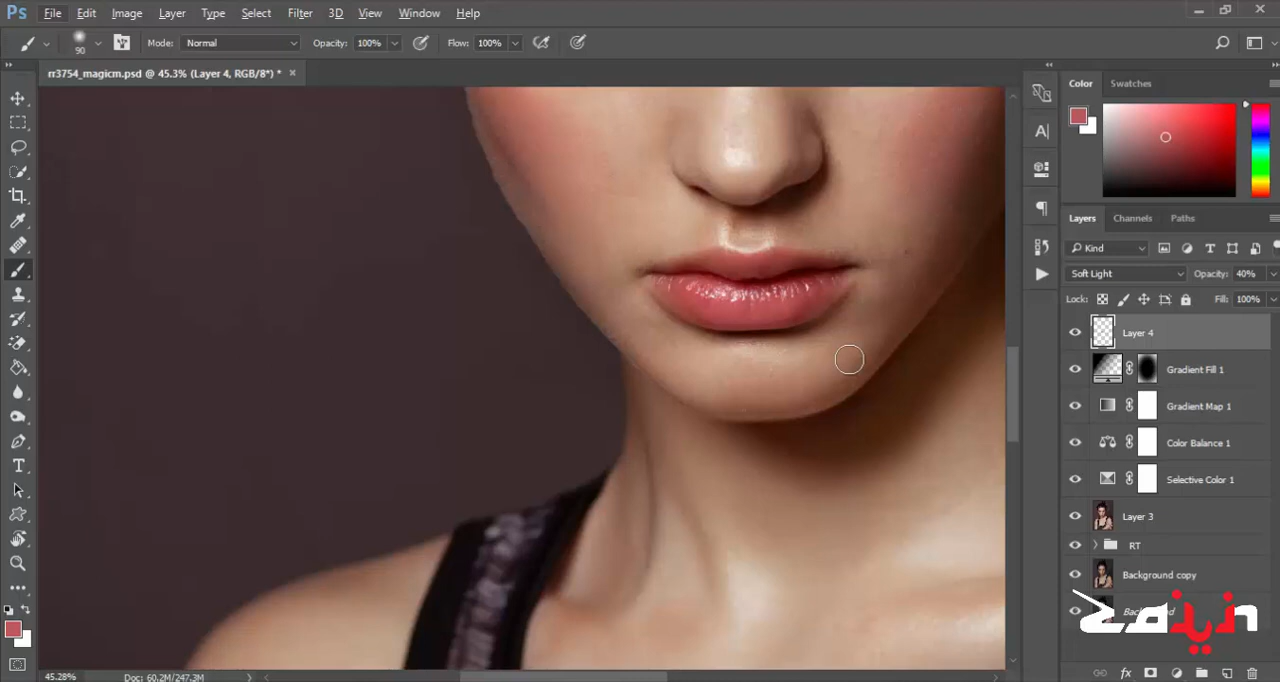 Ps File Edit Image Layer Type Select Filter 3D View Window Help
90 Mode: Normal Opacity: 100% Flow: 100%
rr3754_magicm.psd @ 45.3% (Layer 4, RGB/8*) * ×
Color Swatches
Layers Channels Paths
Kind
Soft Light Opacity: 40%
Lock: Fill: 100%
Layer 4
Gradient Fill 1
Gradient Map 1
Color Balance 1
Selective Color 1
Layer 3
RT
Background copy
Background
45.28% Doc: 60.2M/247.3M